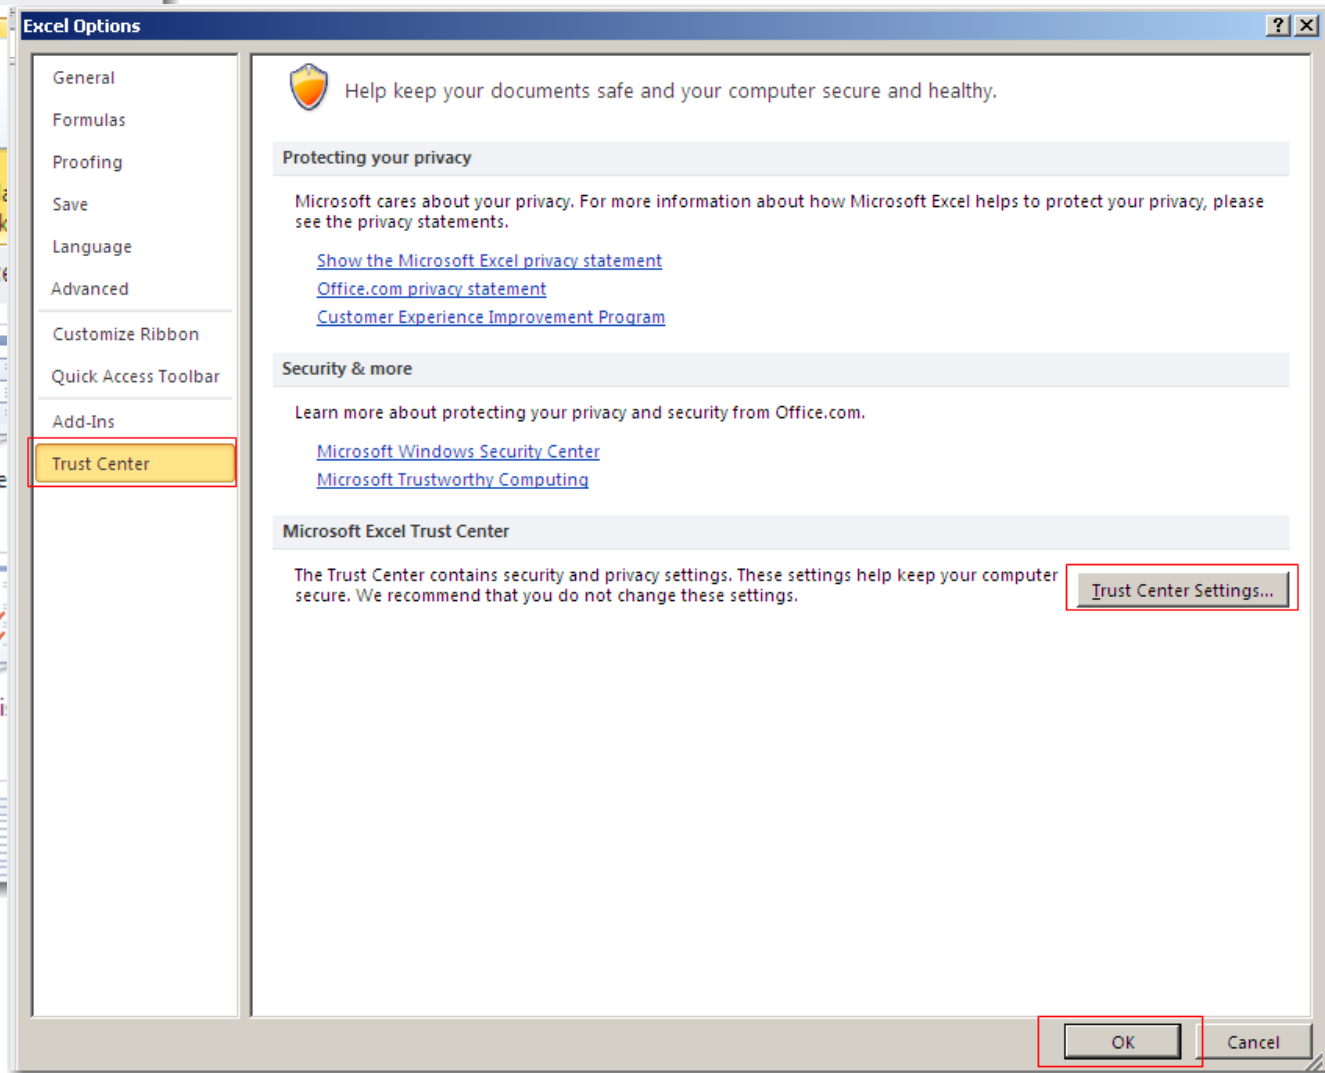 Excel Options
General
Formulas
Proofing
Save
Language
Advanced
Customize Ribbon
Quick Access Toolbar
Add-Ins
Trust Center
Help keep your documents safe and your computer secure and healthy.
Protecting your privacy
Microsoft cares about your privacy. For more information about how Microsoft Excel helps to protect your privacy, please
see the privacy statements.
Show the Microsoft Excel privacy statement
Office.com privacy statement
Customer Experience Improvement Program
Security & more
Learn more about protecting your privacy and security from Office.com.
Microsoft Windows Security Center
Microsoft Trustworthy Computing
Microsoft Excel Trust Center
The Trust Center contains security and privacy settings. These settings help keep your computer
secure. We recommend that you do not change these settings.
Trust Center Settings...
OK
Cancel